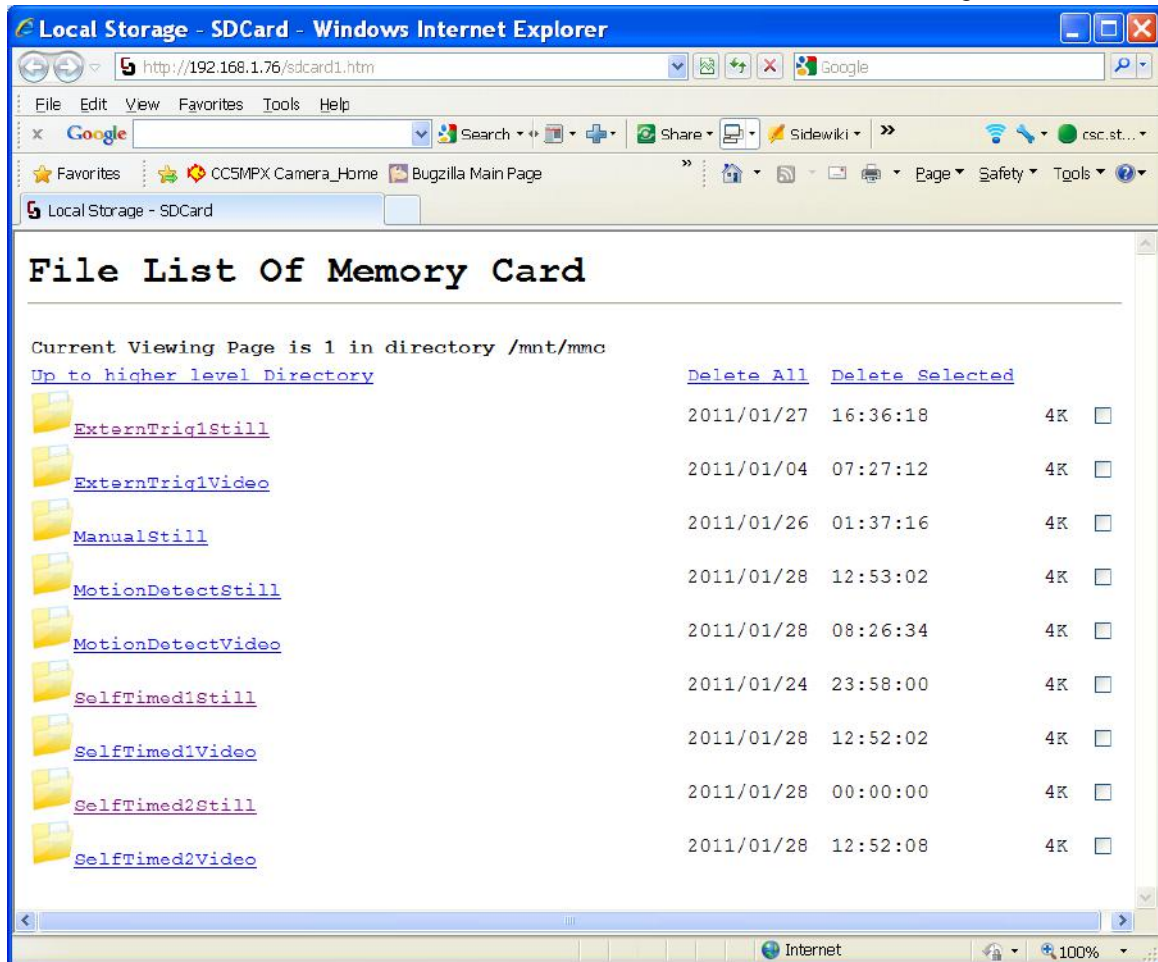 Local Storage - SDCard - Windows Internet Explorer
http://192.168.1.76/sdcard1.htm Google
File Edit View Favorites Tools Help
x Google Search Share Sidewiki » csc.st...
Favorites CC5MPX Camera_Home Bugzilla Main Page » Page Safety Tools
Local Storage - SDCard
File List Of Memory Card
Current Viewing Page is 1 in directory /mnt/mmc
Up to higher level Directory Delete All Delete Selected
ExternTrig1Still 2011/01/27 16:36:18 4K
ExternTrig1Video 2011/01/04 07:27:12 4K
ManualStill 2011/01/26 01:37:16 4K
MotionDetectStill 2011/01/28 12:53:02 4K
MotionDetectVideo 2011/01/28 08:26:34 4K
SelfTimed1Still 2011/01/24 23:58:00 4K
SelfTimed1Video 2011/01/28 12:52:02 4K
SelfTimed2Still 2011/01/28 00:00:00 4K
SelfTimed2Video 2011/01/28 12:52:08 4K
Internet 100%